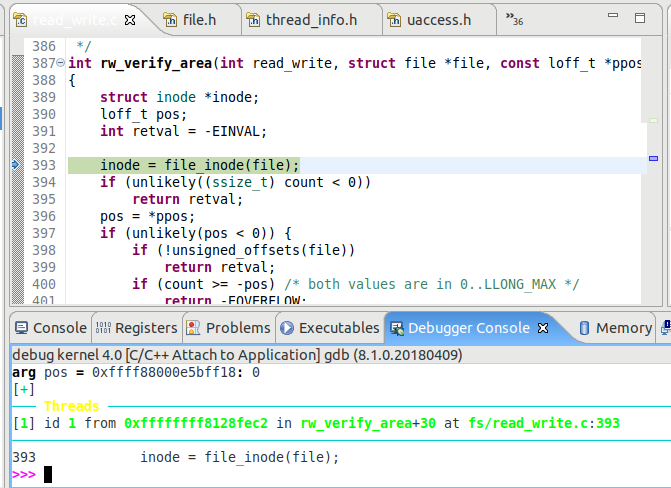 read_write.c file.h thread_info.h uaccess.h »36
386 */
387 int rw_verify_area(int read_write, struct file *file, const loff_t *ppos
388 {
389 struct inode *inode;
390 loff_t pos;
391 int retval = -EINVAL;
392
393 inode = file_inode(file);
394 if (unlikely((ssize_t) count < 0))
395 return retval;
396 pos = *ppos;
397 if (unlikely(pos < 0)) {
398 if (!unsigned_offsets(file))
399 return retval;
400 if (count >= -pos) /* both values are in 0..LLONG_MAX */
401 return -EOVERFLOW;
Console Registers Problems Executables Debugger Console Memory
debug kernel 4.0 [C/C++ Attach to Application] gdb (8.1.0.20180409)
arg pos = 0xffff88000e5bff18: 0
[+]
Threads
[1] id 1 from 0xffffffff8128fec2 in rw_verify_area+30 at fs/read_write.c:393
393 inode = file_inode(file);
>>>